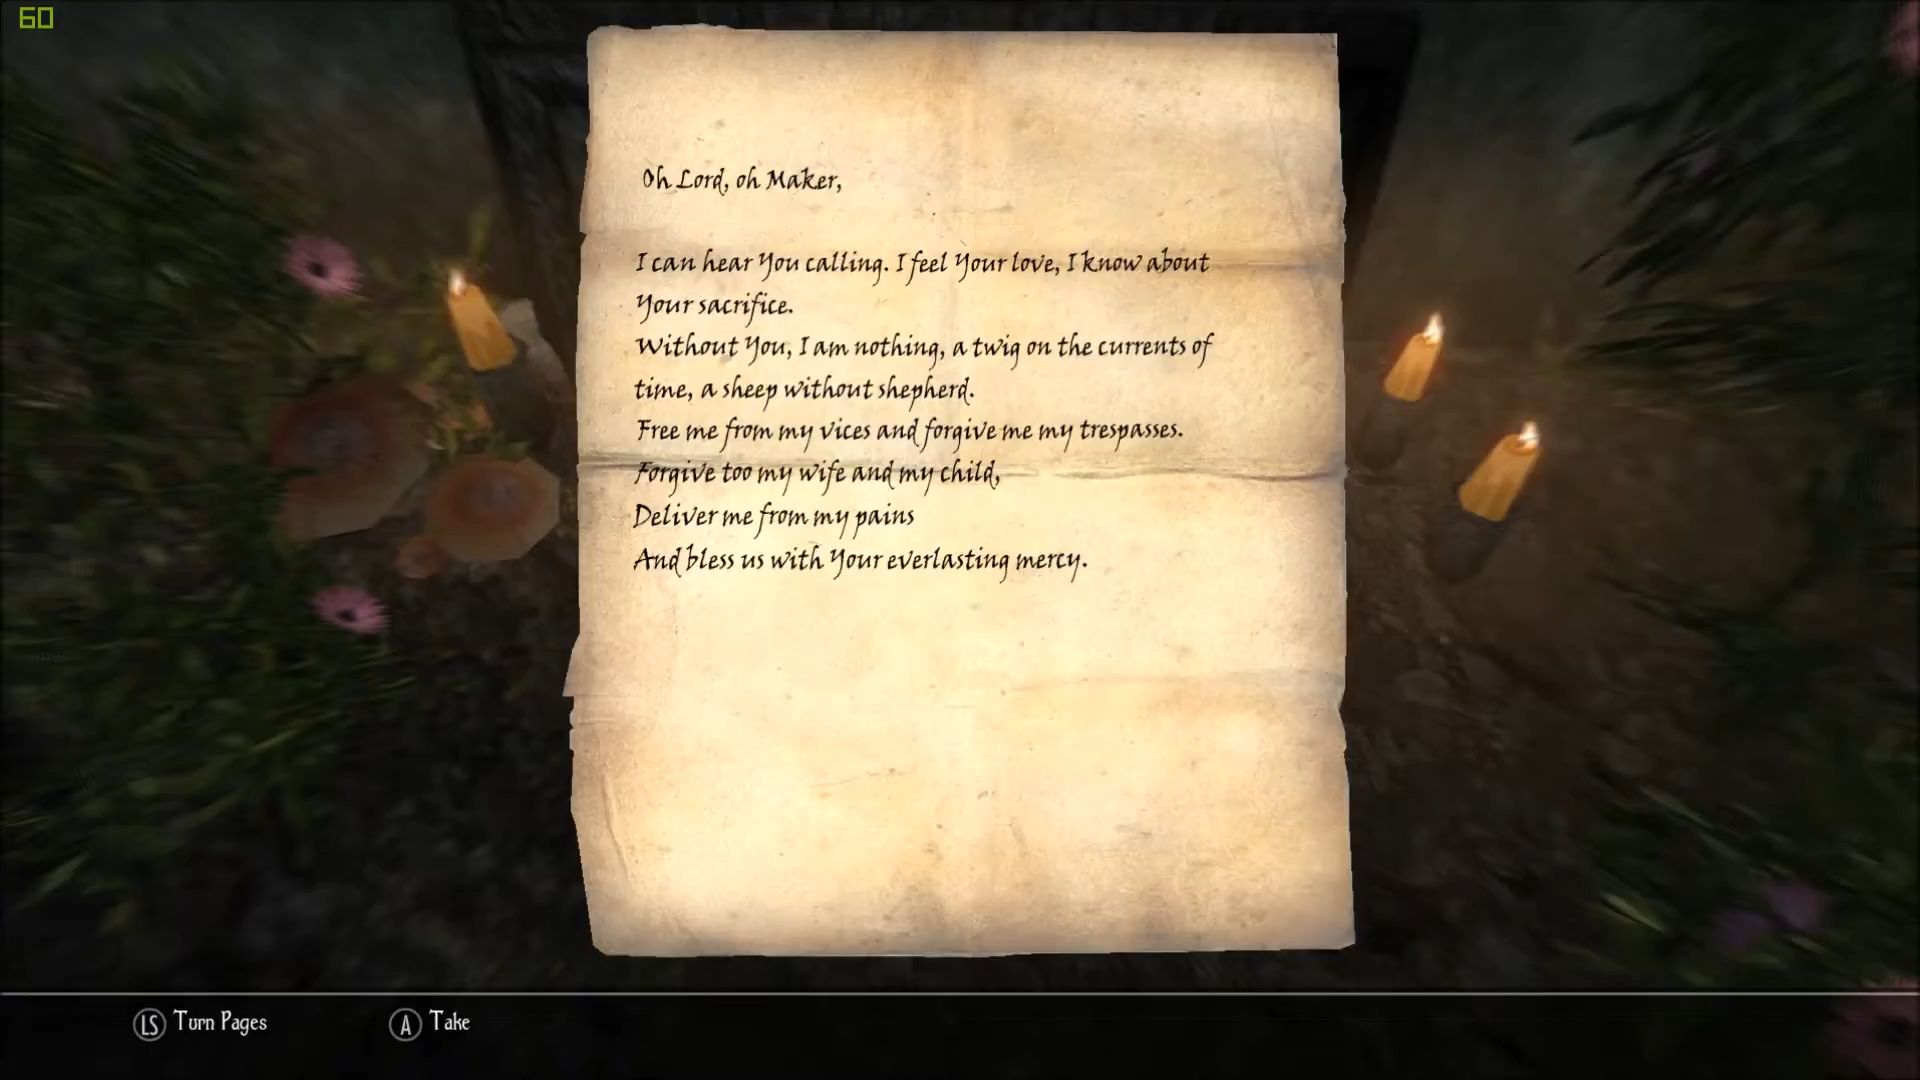 60
Oh Lord, oh Maker,
I can hear You calling. I feel Your love, I know about
Your sacrifice.
Without You, I am nothing, a twig on the currents of
time, a sheep without shepherd.
Free me from my vices and forgive me my trespasses.
Forgive too my wife and my child,
Deliver me from my pains
And bless us with Your everlasting mercy.
LS Turn Pages A Take